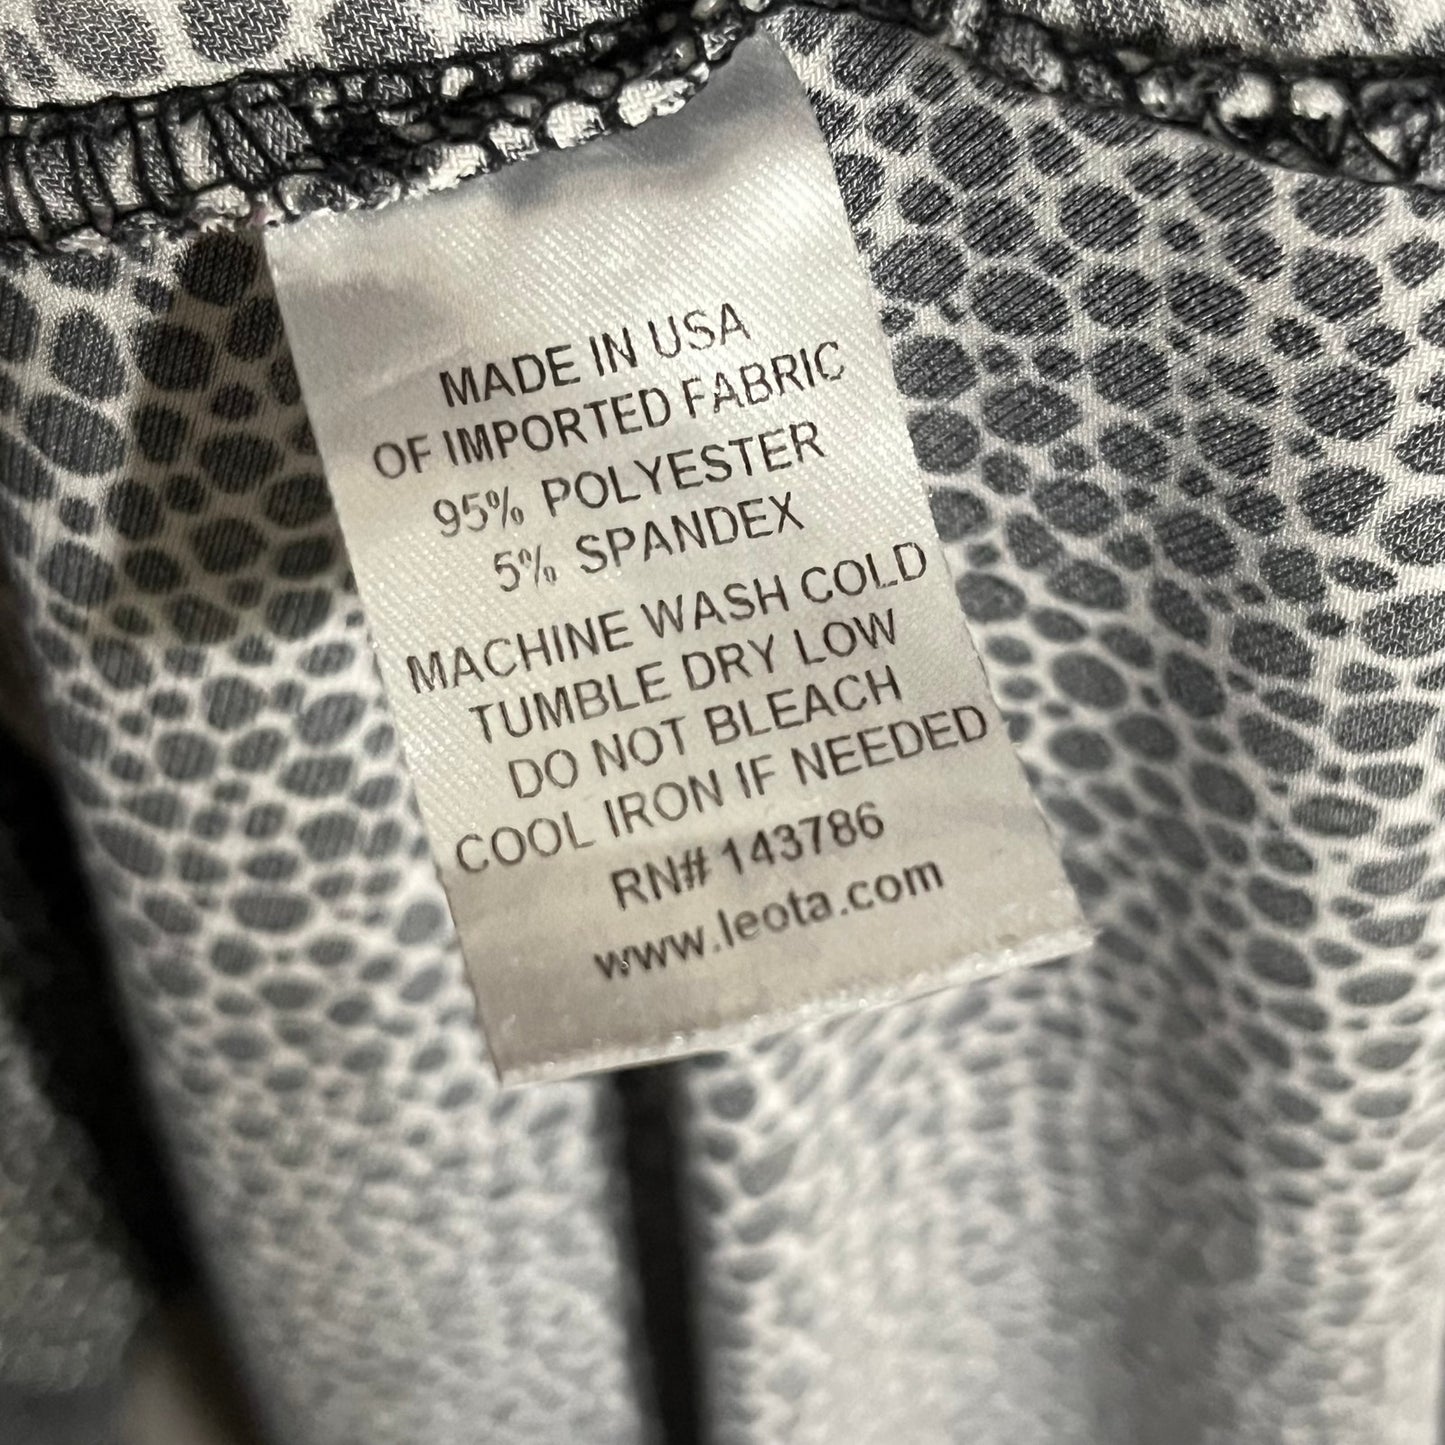 MADE IN USA
OF IMPORTED FABRIC
95% POLYESTER
5% SPANDEX
MACHINE WASH COLD
TUMBLE DRY LOW
DO NOT BLEACH
COOL IRON IF NEEDED
RN# 143786
www.leota.com